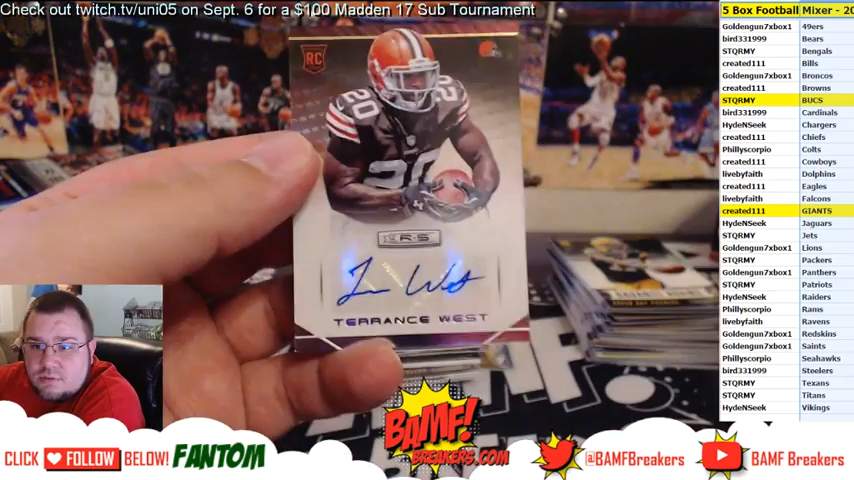 Check out twitch.tv/uni05 on Sept. 6 for a $100 Madden 17 Sub Tournament
5 Box Football Mixer - 20
Goldengun7xbox1 49ers
bird331999 Bears
STQRMY Bengals
created111 Bills
Goldengun7xbox1 Broncos
created111 Browns
STQRMY BUCS
bird331999 Cardinals
HydeNSeek Chargers
created111 Chiefs
Phillyscorpio Colts
created111 Cowboys
livebyfaith Dolphins
created111 Eagles
livebyfaith Falcons
created111 GIANTS
HydeNSeek Jaguars
STQRMY Jets
Goldengun7xbox1 Lions
STQRMY Packers
Goldengun7xbox1 Panthers
STQRMY Patriots
HydeNSeek Raiders
Phillyscorpio Rams
livebyfaith Ravens
Goldengun7xbox1 Redskins
Goldengun7xbox1 Saints
Phillyscorpio Seahawks
bird331999 Steelers
STQRMY Texans
STQRMY Titans
HydeNSeek Vikings
RC
20 20
20
R S
TERRANCE WEST
CLICK FOLLOW BELOW! FANTOM
BAMF!
BREAKERS.COM
@BAMFBreakers
BAMF Breakers